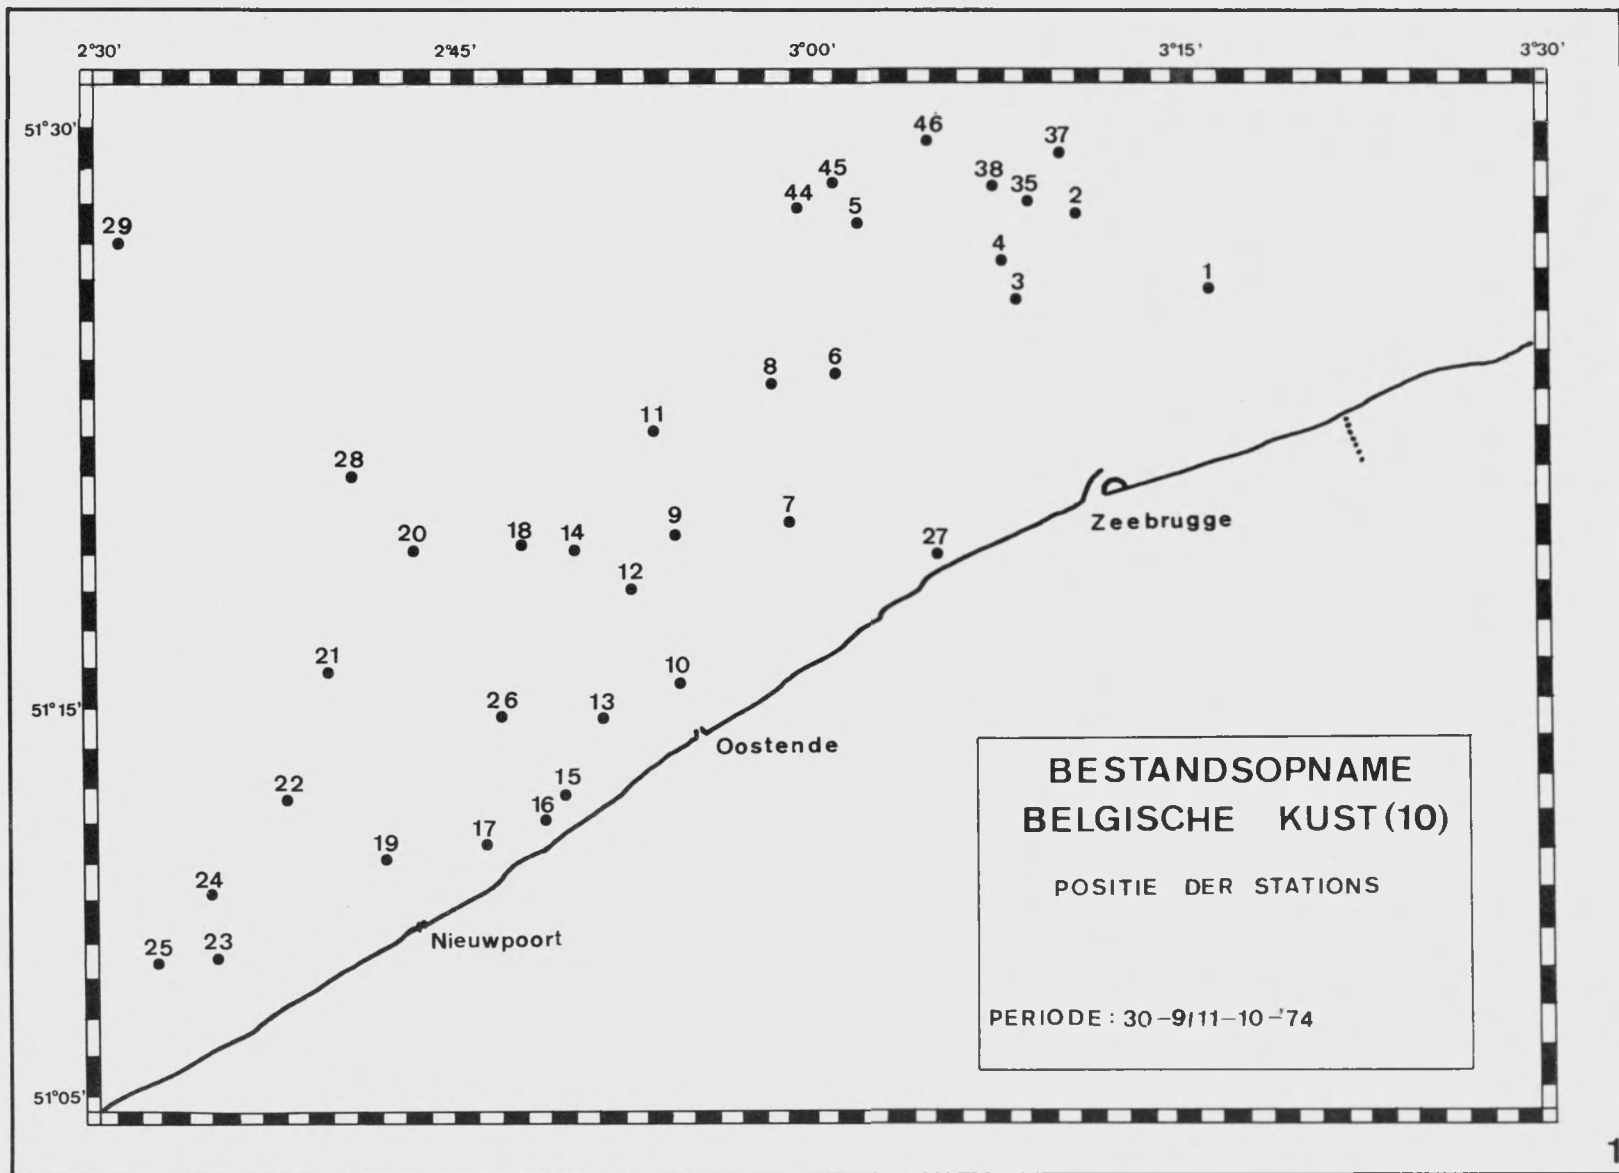 2°30' 2°45' 3°00' 3°15' 3°30'
51°30'
46 37
45 38 35
44 5 2
29
4
3 1
8 6
11
28
20 18 14 9 7 27
12
Zeebrugge
21 10
51°15'
26 13
Oostende
22 15
16
19 17
24
25 23
Nieuwpoort
51°05'
BESTANDSOPNAME
BELGISCHE KUST (10)
POSITIE DER STATIONS
PERIODE : 30-9/11-10-'74